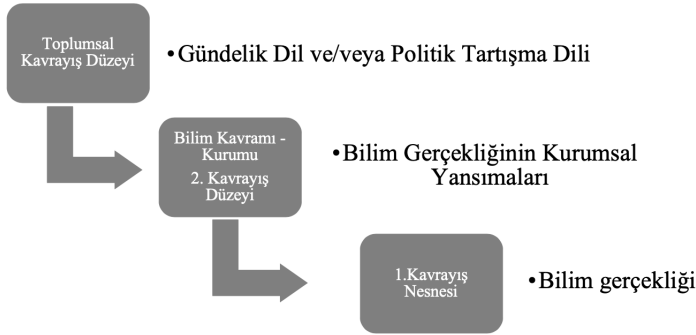 Toplumsal
Kavrayış Düzeyi
• Gündelik Dil ve/veya Politik Tartışma Dili
Bilim Kavramı -
Kurumu
2. Kavrayış
Düzeyi
• Bilim Gerçekliğinin Kurumsal
Yansımaları
1.Kavrayış
Nesnesi
• Bilim gerçekliği